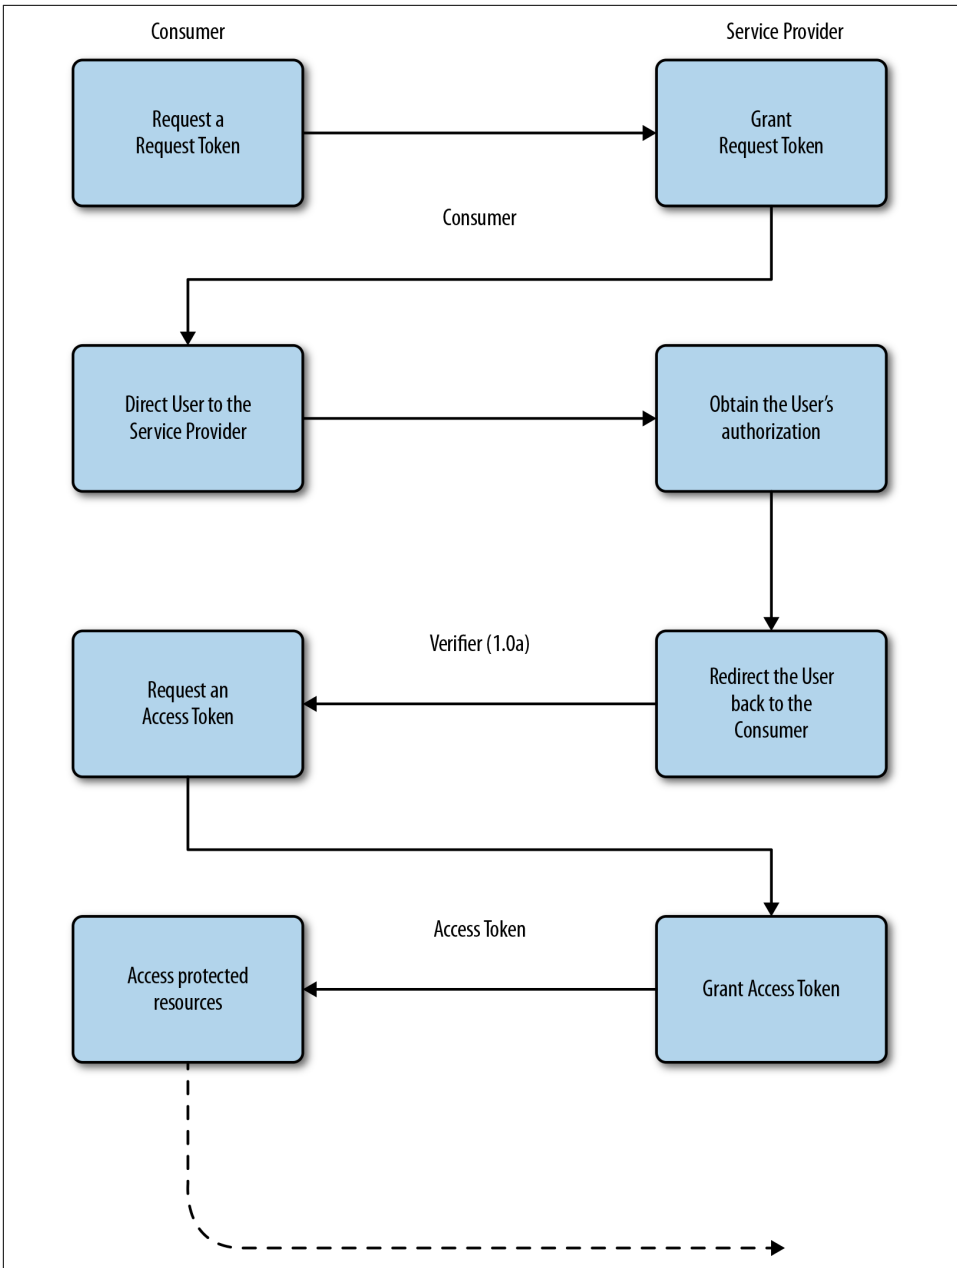 Consumer
Service Provider
Request a
Request Token
Grant
Request Token
Consumer
Direct User to the
Service Provider
Obtain the User’s
authorization
Verifier (1.0a)
Request an
Access Token
Redirect the User
back to the
Consumer
Access Token
Access protected
resources
Grant Access Token